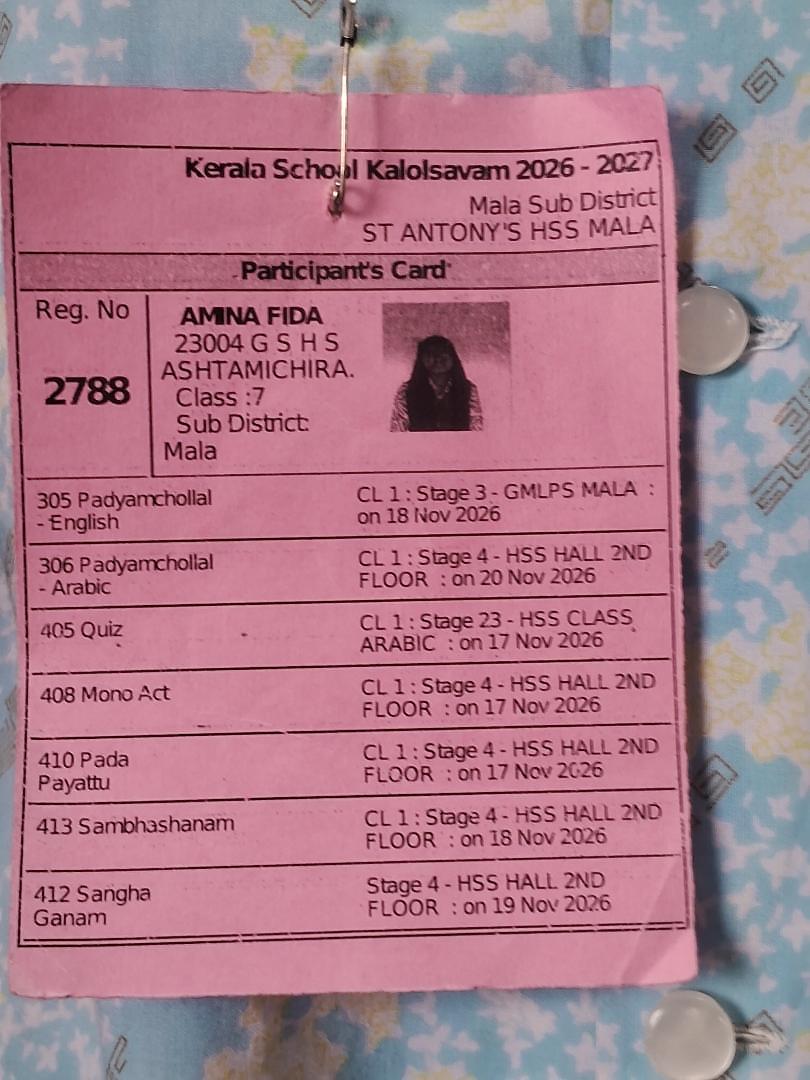 Kerala School Kalolsavam 2026 - 2027
Mala Sub District
ST ANTONY'S HSS MALA
Participant's Card
Reg. No
2788
AMINA FIDA
23004 G S H S
ASHTAMICHIRA.
Class :7
Sub District:
Mala
305 Padyamchollal
- English
CL 1 : Stage 3 - GMLPS MALA :
on 18 Nov 2026
306 Padyamchollal
- Arabic
CL 1 : Stage 4 - HSS HALL 2ND
FLOOR : on 20 Nov 2026
405 Quiz
CL 1 : Stage 23 - HSS CLASS
ARABIC : on 17 Nov 2026
408 Mono Act
CL 1 : Stage 4 - HSS HALL 2ND
FLOOR : on 17 Nov 2026
410 Pada
Payattu
CL 1 : Stage 4 - HSS HALL 2ND
FLOOR : on 17 Nov 2026
413 Sambhashanam
CL 1 : Stage 4 - HSS HALL 2ND
FLOOR : on 18 Nov 2026
412 Sangha
Ganam
Stage 4 - HSS HALL 2ND
FLOOR : on 19 Nov 2026